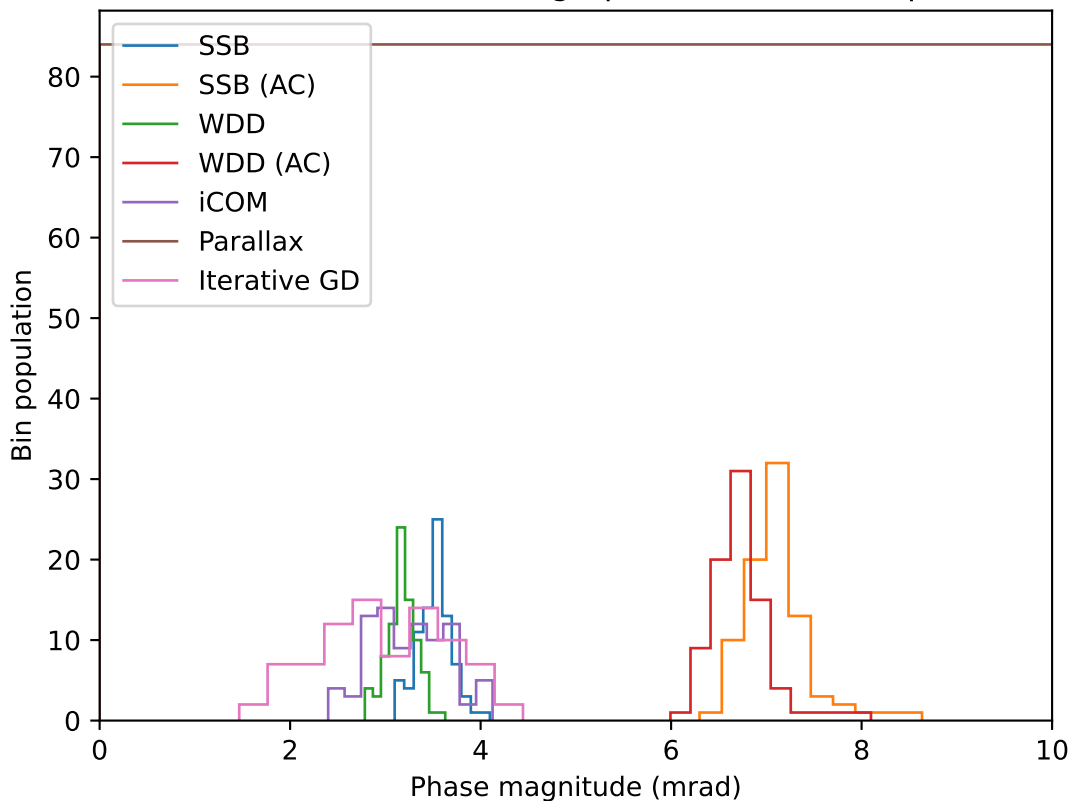 SSB
SSB (AC)
WDD
WDD (AC)
iCOM
Parallax
Iterative GD
80
70
60
50
40
30
20
10
0
Bin population
0 2 4 6 8 10
Phase magnitude (mrad)